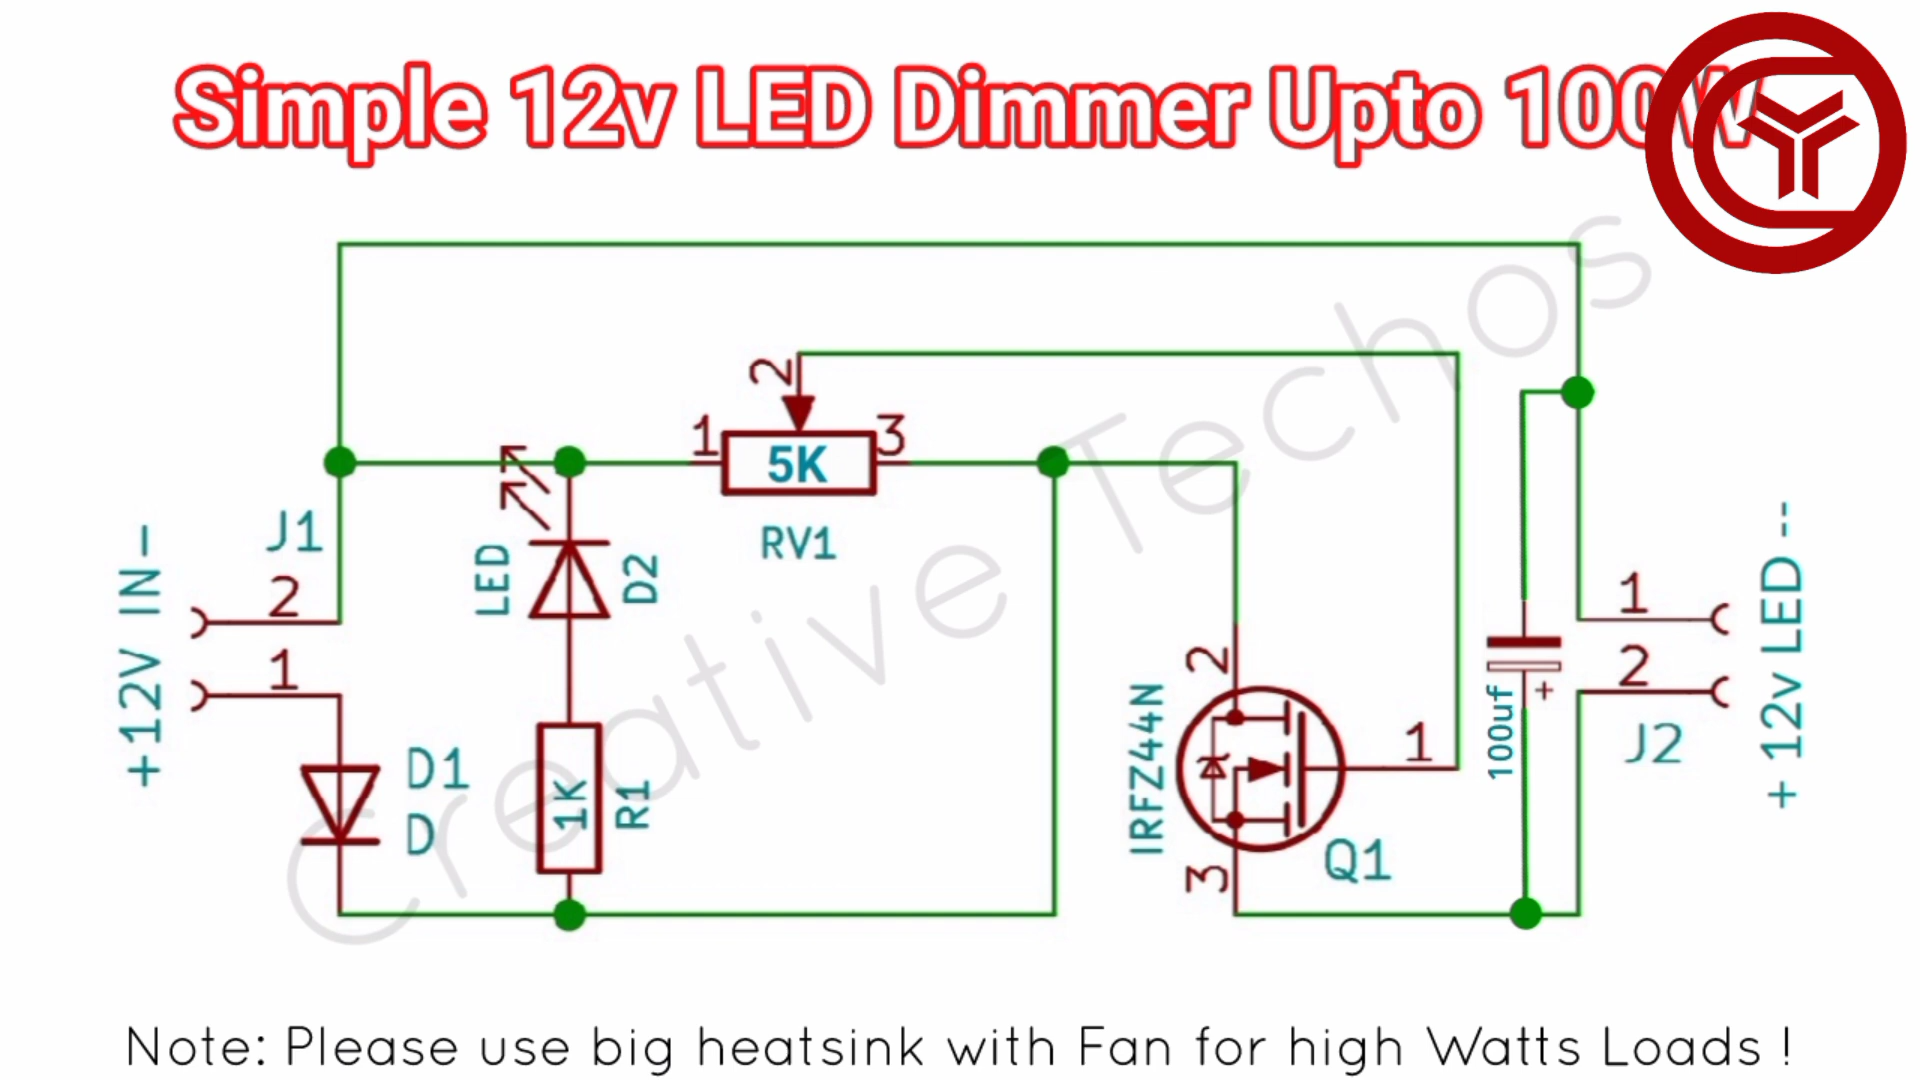 Simple 12v LED Dimmer Upto 100W
Creative Techos
2
1
5K
3
RV1
J1
+12V IN -
2
1
LED
D2
D1
D
1K
R1
IRFZ44N
2
1
3
Q1
100uf
+
1
2
J2
+ 12v LED --
Note: Please use big heatsink with Fan for high Watts Loads !